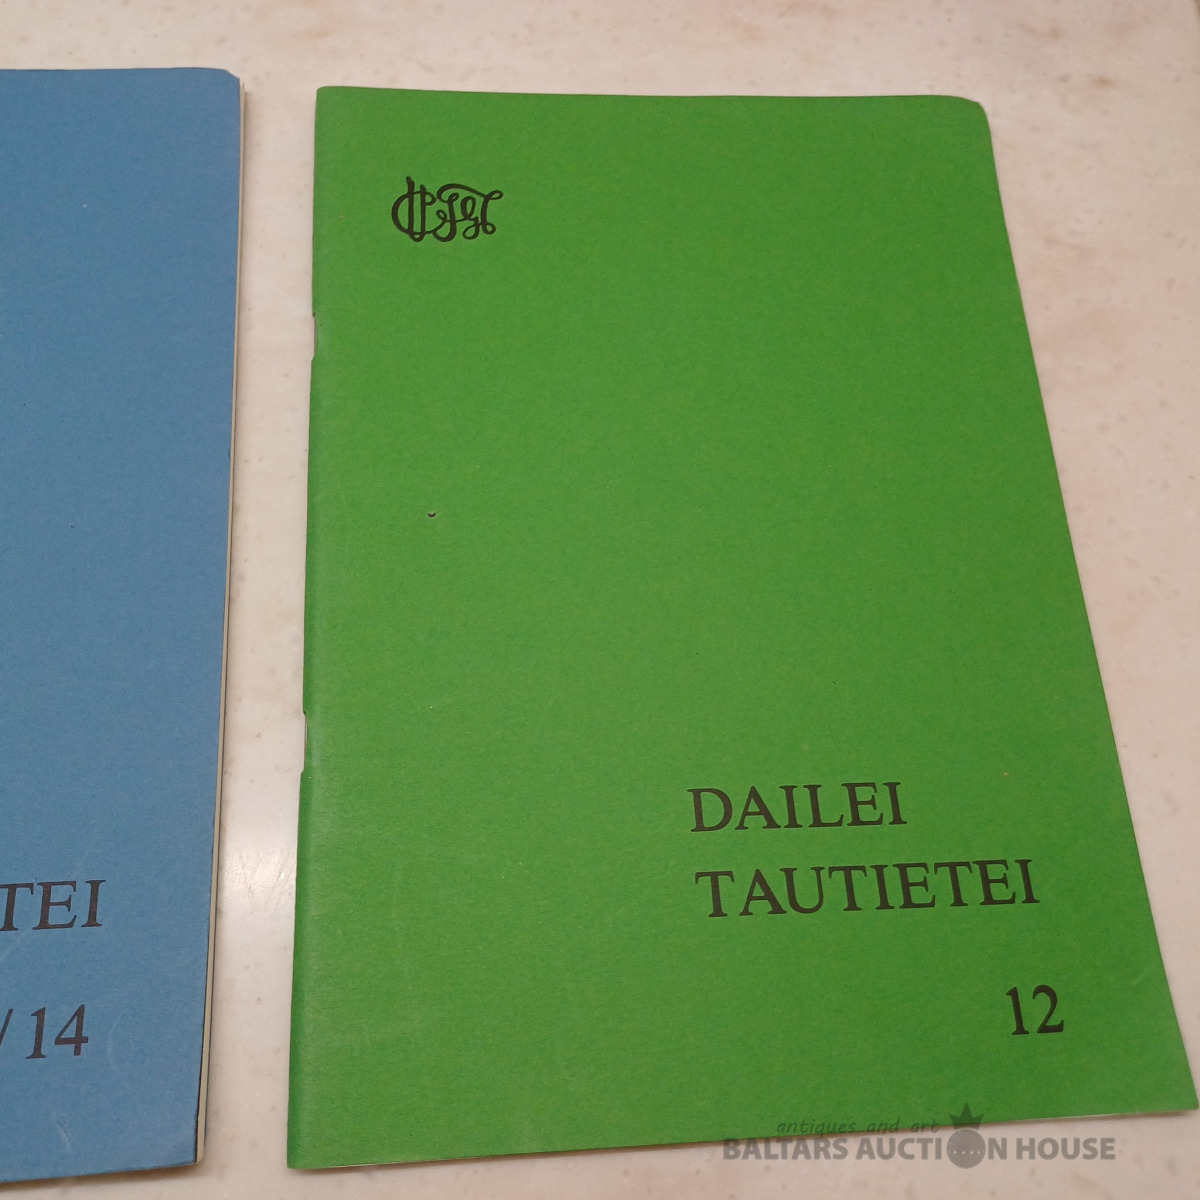 TEI
/14
DAILEI
TAUTIETEI
12
antiques and art
BALTARS AUCTION HOUSE